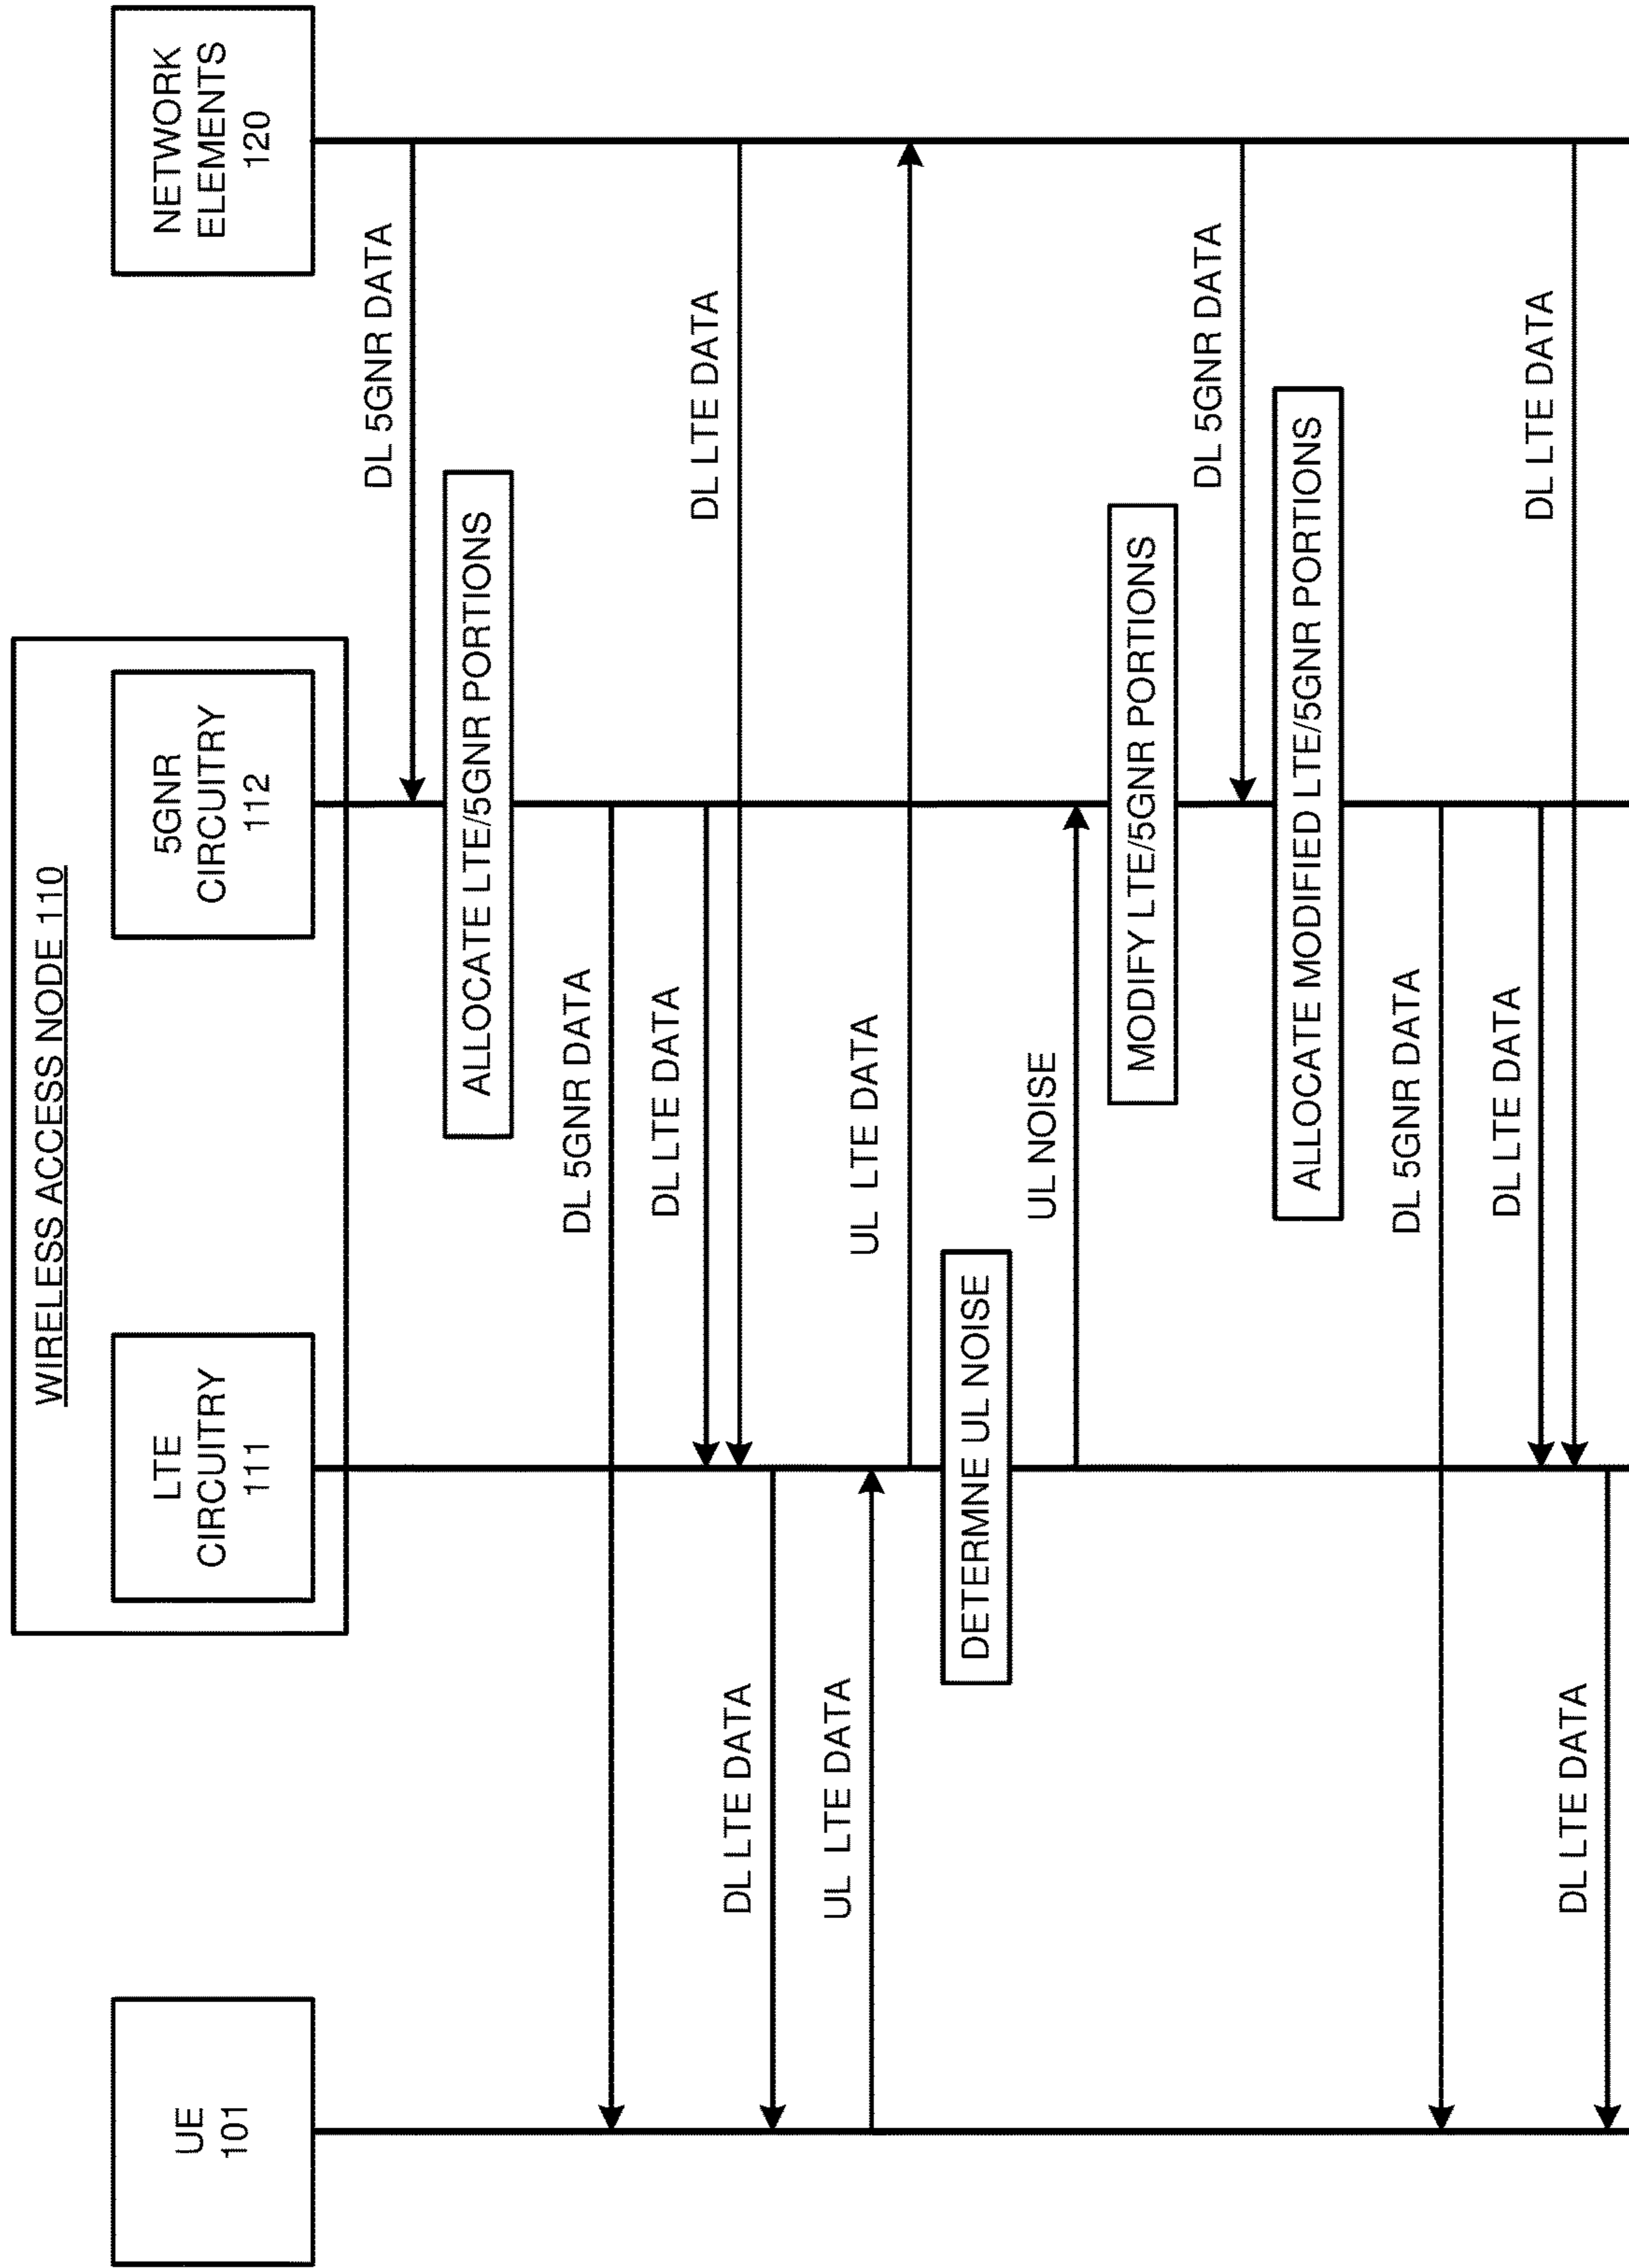 WIRELESS ACCESS NODE 110
UE
101
LTE
CIRCUITRY
111
5GNR
CIRCUITRY
112
NETWORK
ELEMENTS
120
DL 5GNR DATA
ALLOCATE LTE/5GNR PORTIONS
DL 5GNR DATA
DL LTE DATA
DL LTE DATA
DL LTE DATA
UL LTE DATA
UL LTE DATA
DETERMNE UL NOISE
UL NOISE
MODIFY LTE/5GNR PORTIONS
DL 5GNR DATA
ALLOCATE MODIFIED LTE/5GNR PORTIONS
DL 5GNR DATA
DL LTE DATA
DL LTE DATA
DL LTE DATA